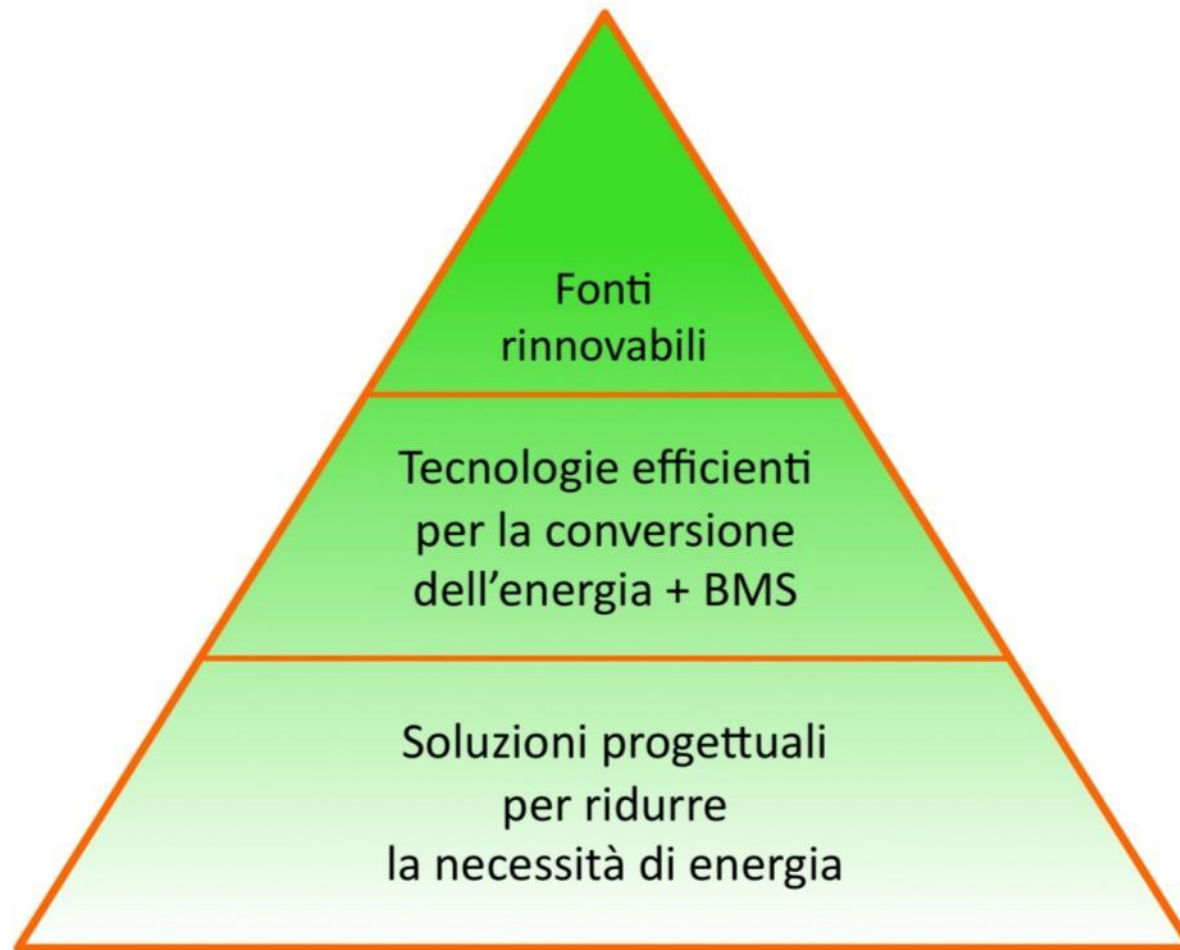 Fonti
rinnovabili
Tecnologie efficienti
per la conversione
dell’energia + BMS
Soluzioni progettuali
per ridurre
la necessità di energia